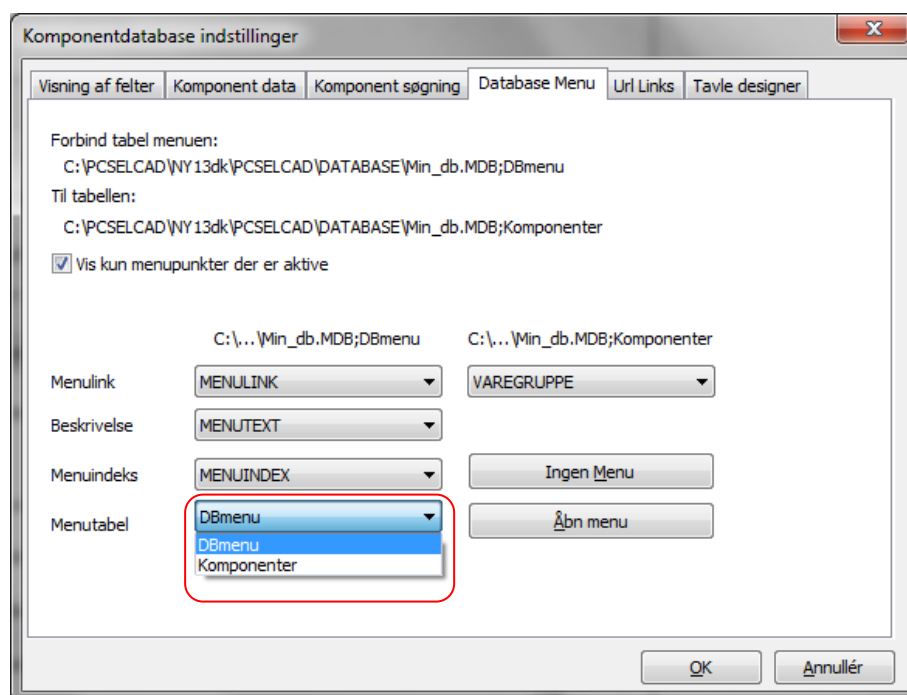 Komponentdatabase indstillinger
Visning af felter Komponent data Komponent søgning Database Menu Url Links Tavle designer
Forbind tabel menuen:
C:\PCSELCAD\NY13dk\PCSELCAD\DATABASE\Min_db.MDB;DBmenu
Til tabellen:
C:\PCSELCAD\NY13dk\PCSELCAD\DATABASE\Min_db.MDB;Komponenter
Vis kun menupunkter der er aktive
C:\...\Min_db.MDB;DBmenu C:\...\Min_db.MDB;Komponenter
Menulink MENULINK VAREGRUPPE
Beskrivelse MENUTEXT
Menuindeks MENUINDEX Ingen Menu
Menutabel DBmenu Åbn menu
DBmenu
Komponenter
OK Annullér